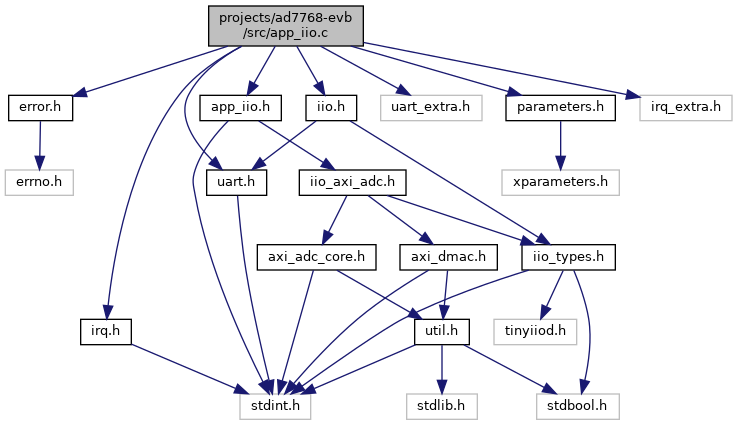 projects/ad7768-evb
/src/app_iio.c
error.h
app_iio.h
iio.h
uart_extra.h
parameters.h
irq_extra.h
errno.h
uart.h
iio_axi_adc.h
xparameters.h
axi_adc_core.h
axi_dmac.h
iio_types.h
irq.h
util.h
tinyiiod.h
stdint.h
stdlib.h
stdbool.h